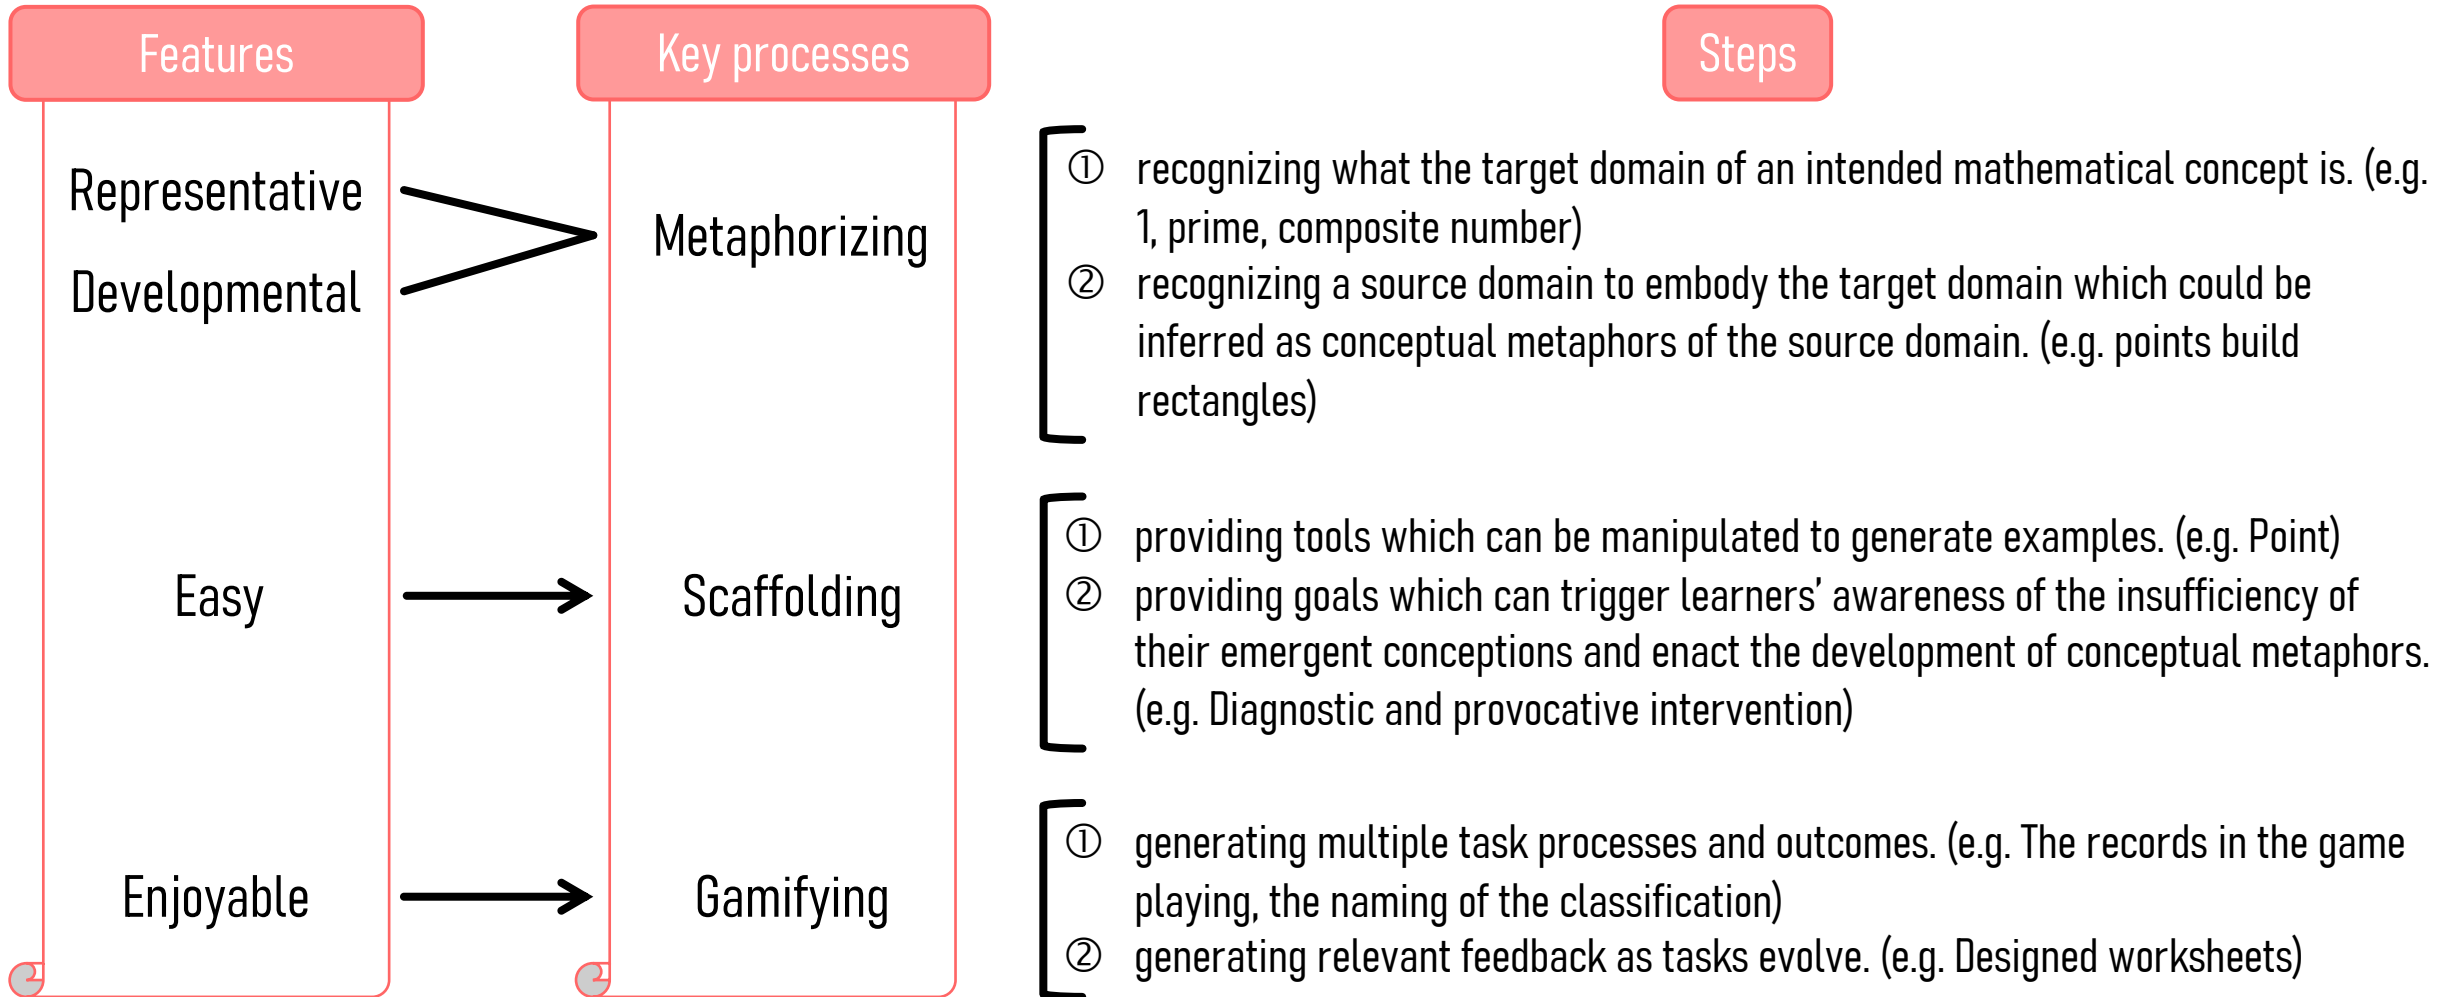 Features
Key processes
Steps
Representative
Developmental
Metaphorizing
① recognizing what the target domain of an intended mathematical concept is. (e.g.
1, prime, composite number)
② recognizing a source domain to embody the target domain which could be
inferred as conceptual metaphors of the source domain. (e.g. points build
rectangles)
Easy
Scaffolding
① providing tools which can be manipulated to generate examples. (e.g. Point)
② providing goals which can trigger learners’ awareness of the insufficiency of
their emergent conceptions and enact the development of conceptual metaphors.
(e.g. Diagnostic and provocative intervention)
Enjoyable
Gamifying
① generating multiple task processes and outcomes. (e.g. The records in the game
playing, the naming of the classification)
② generating relevant feedback as tasks evolve. (e.g. Designed worksheets)